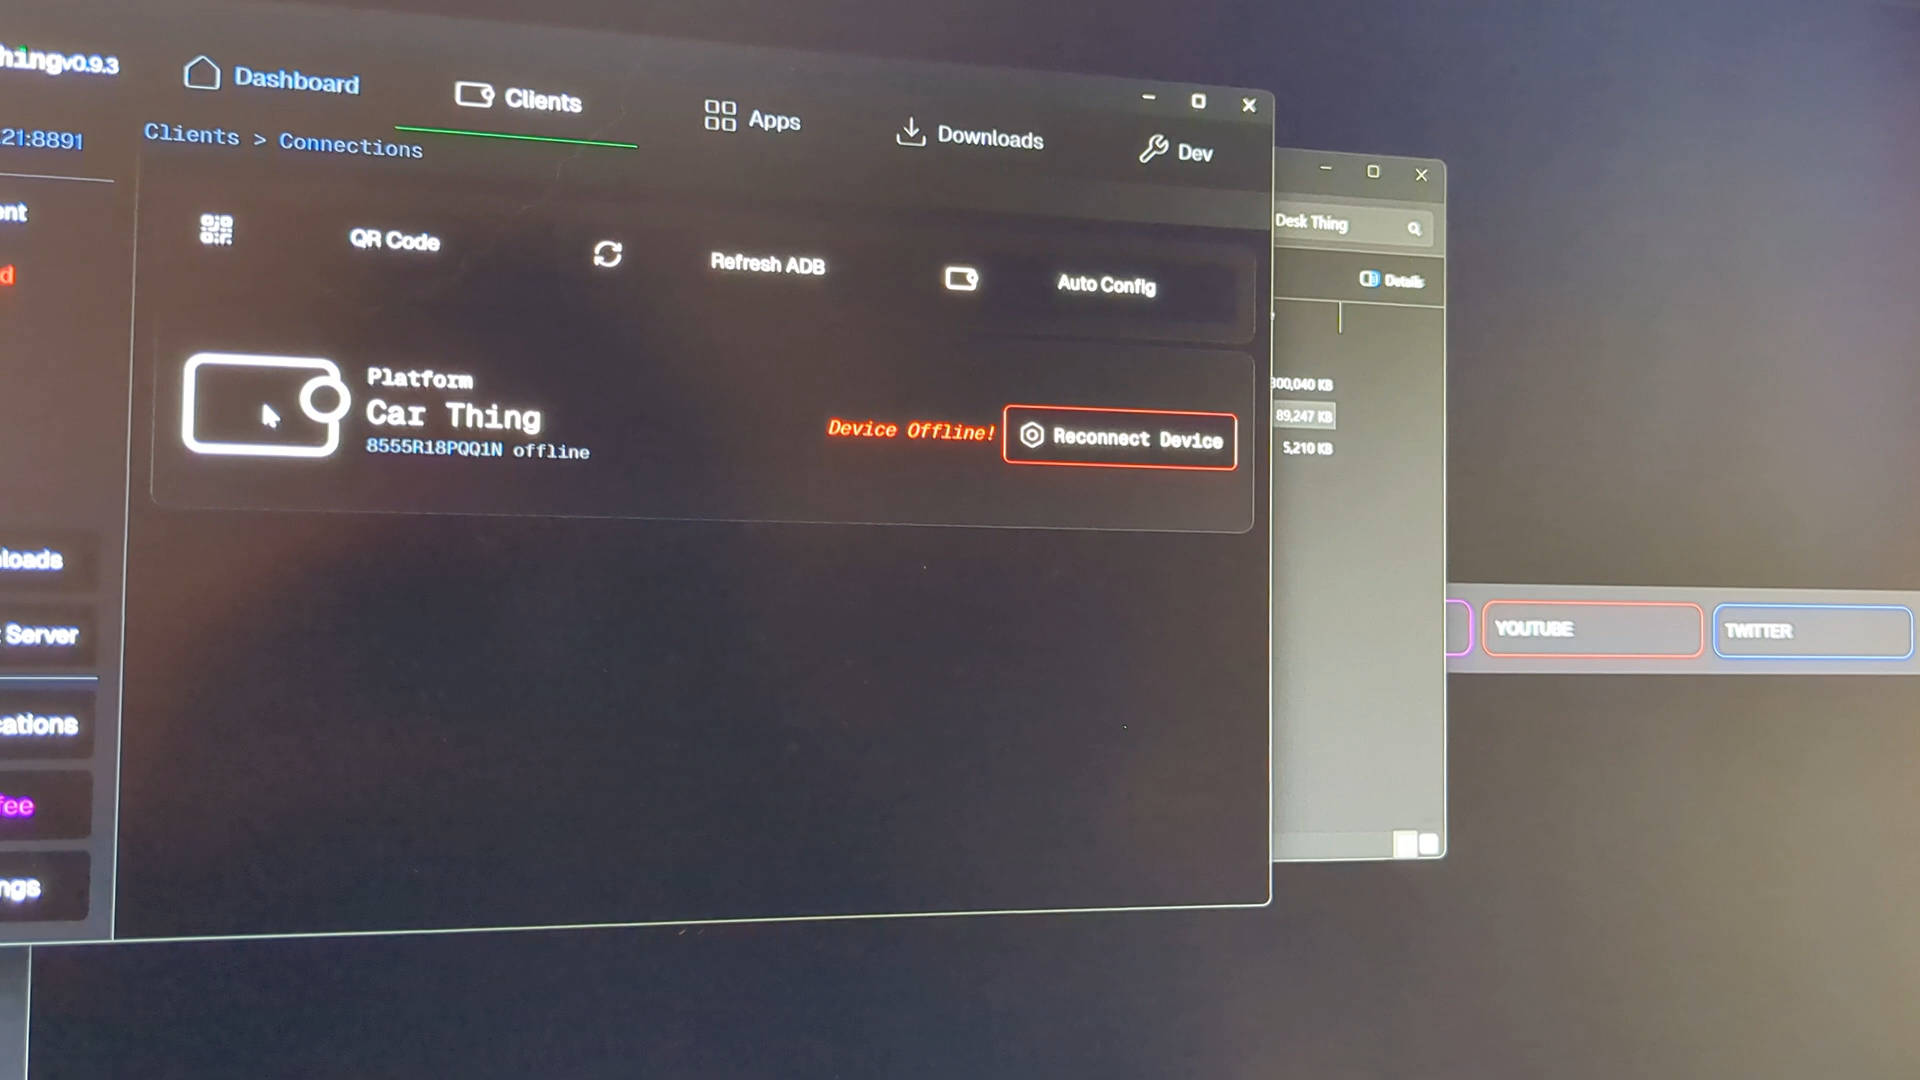 hingv0.9.3
Dashboard
Clients
Apps
Downloads
Dev
21:8891
Clients > Connections
nt
d
QR Code
Refresh ADB
Auto Config
Platform
Car Thing
8555R18PQQ1N offline
Device Offline!
Reconnect Device
loads
Server
cations
fee
ngs
Desk Thing
Details
300,040 KB
89,247 KB
5,210 KB
YOUTUBE
TWITTER